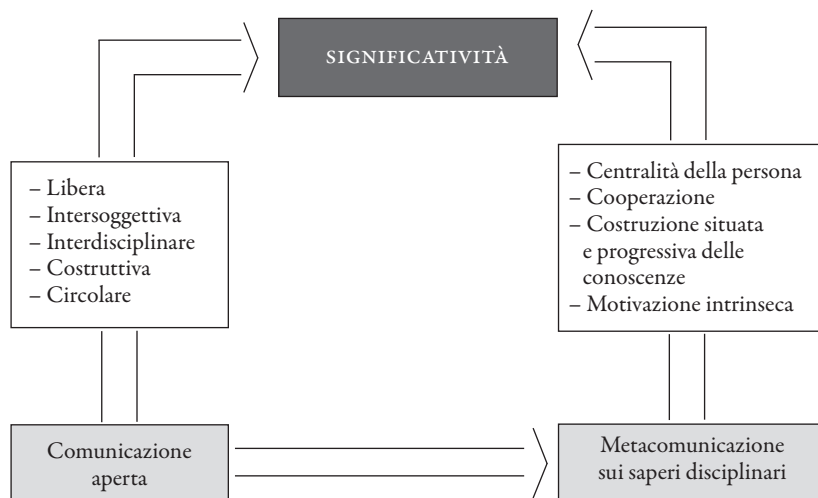 SIGNIFICATIVITÀ
– Libera
– Intersoggettiva
– Interdisciplinare
– Costruttiva
– Circolare
– Centralità della persona
– Cooperazione
– Costruzione situata
e progressiva delle
conoscenze
– Motivazione intrinseca
Comunicazione
aperta
Metacomunicazione
sui saperi disciplinari